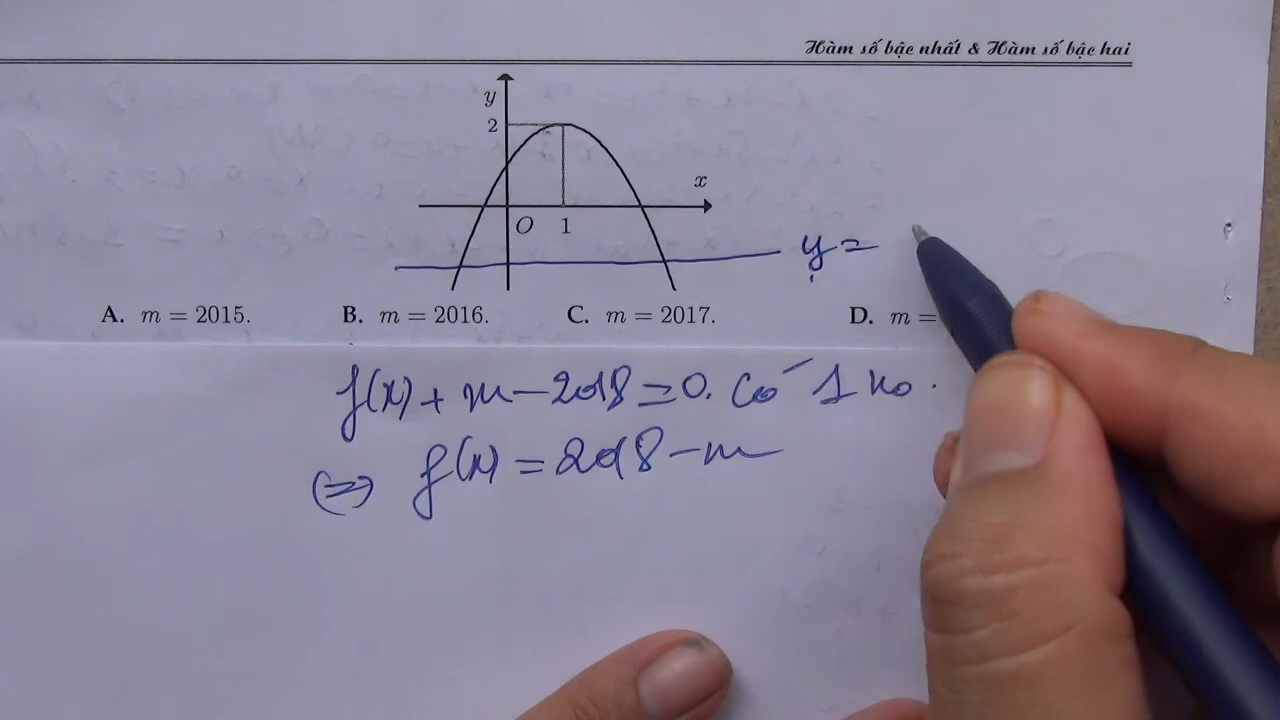 Hàm số bậc nhất & Hàm số bậc hai
y
2
x
O 1
y =
A. m = 2015. B. m = 2016. C. m = 2017. D. m =
f(x) + m - 2018 = 0. Có 1 no.
(=>) f(x) = 2018 - m